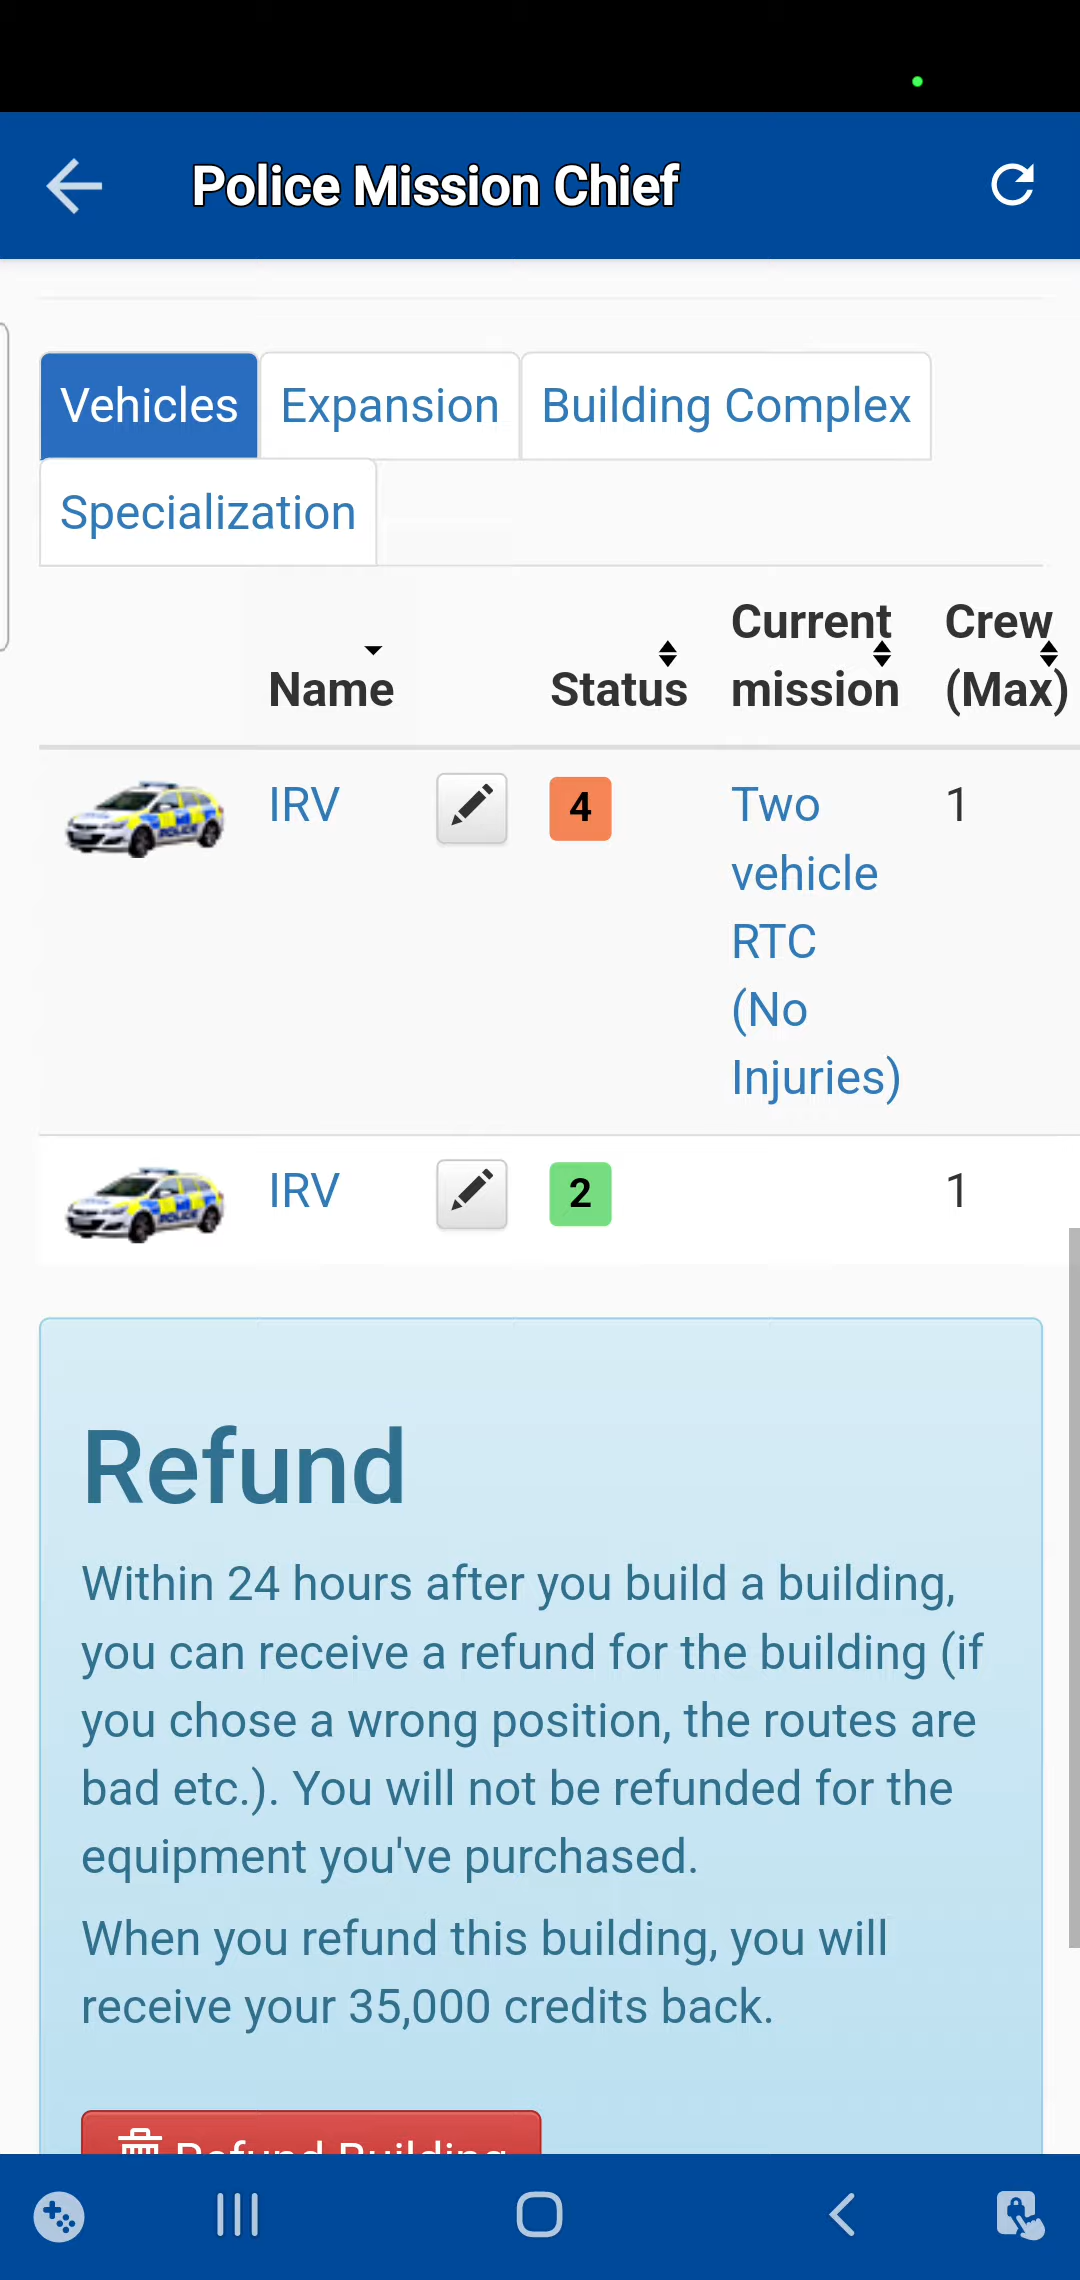 Police Mission Chief
Vehicles
Expansion
Building Complex
Specialization
Name
Status
Current
mission
Crew
(Max)
IRV
4
Two
vehicle
RTC
(No
Injuries)
1
IRV
2
1
Refund
Within 24 hours after you build a building,
you can receive a refund for the building (if
you chose a wrong position, the routes are
bad etc.). You will not be refunded for the
equipment you've purchased.
When you refund this building, you will
receive your 35,000 credits back.
Refund Building